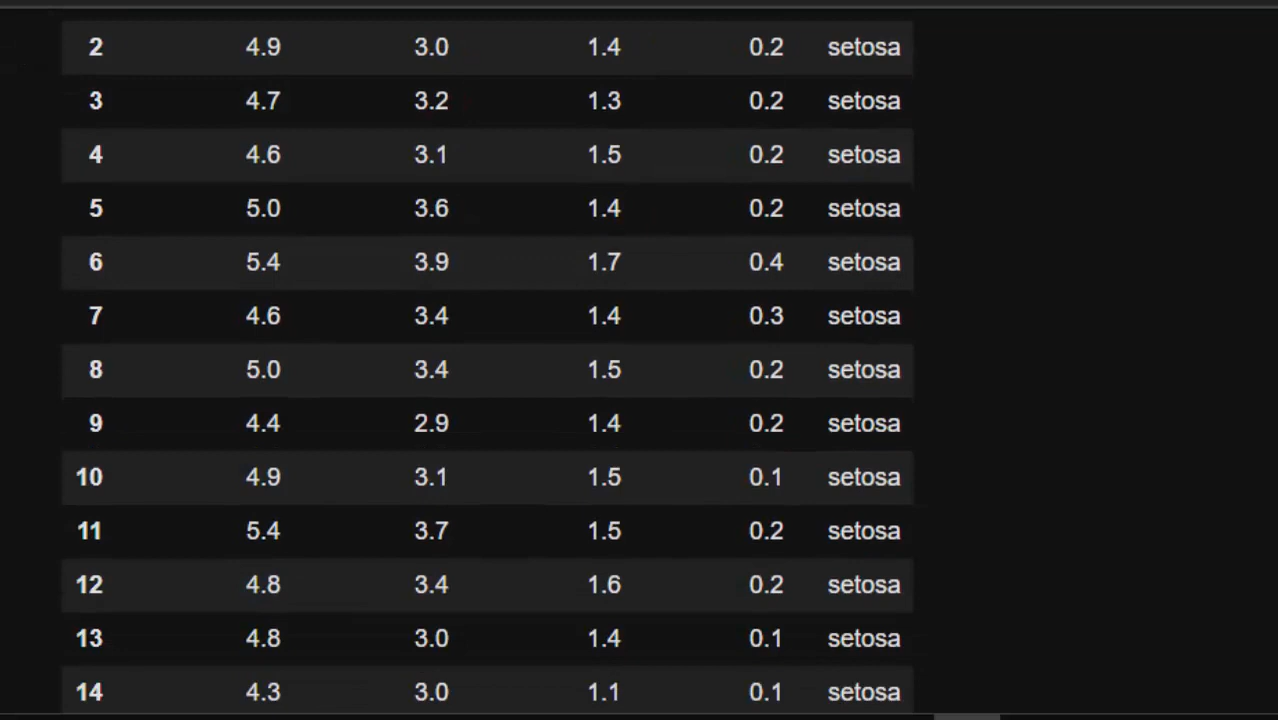 2 4.9 3.0 1.4 0.2 setosa
3 4.7 3.2 1.3 0.2 setosa
4 4.6 3.1 1.5 0.2 setosa
5 5.0 3.6 1.4 0.2 setosa
6 5.4 3.9 1.7 0.4 setosa
7 4.6 3.4 1.4 0.3 setosa
8 5.0 3.4 1.5 0.2 setosa
9 4.4 2.9 1.4 0.2 setosa
10 4.9 3.1 1.5 0.1 setosa
11 5.4 3.7 1.5 0.2 setosa
12 4.8 3.4 1.6 0.2 setosa
13 4.8 3.0 1.4 0.1 setosa
14 4.3 3.0 1.1 0.1 setosa